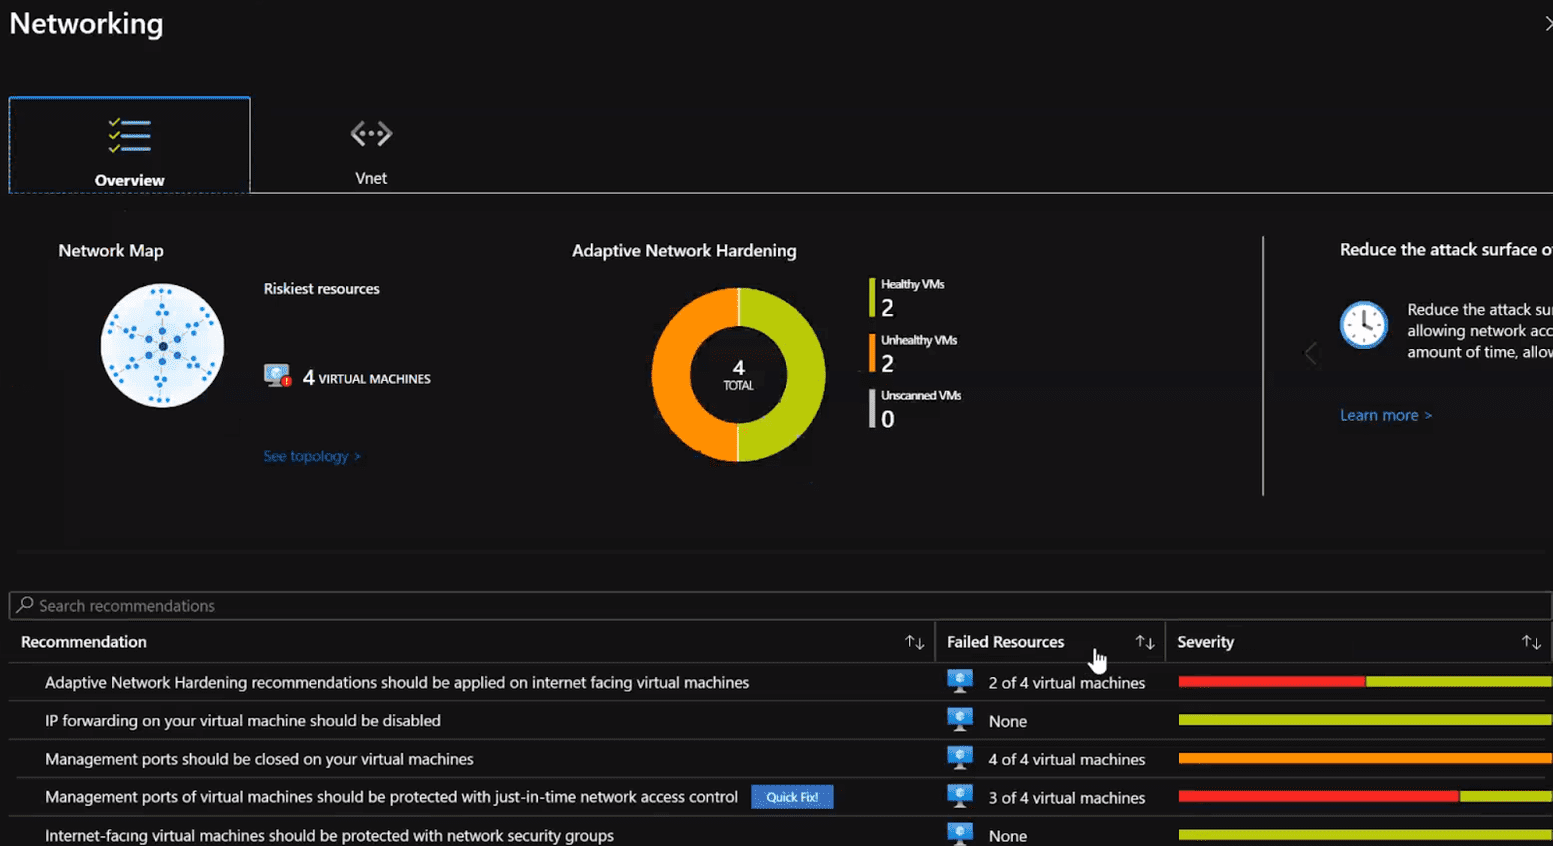 Networking
Overview
Vnet
Network Map
Riskiest resources
4 VIRTUAL MACHINES
See topology >
Adaptive Network Hardening
4
TOTAL
Healthy VMs
2
Unhealthy VMs
2
Unscanned VMs
0
Reduce the attack surface o
Reduce the attack su
allowing network acc
amount of time, allow
Learn more >
Search recommendations
Recommendation Failed Resources Severity
Adaptive Network Hardening recommendations should be applied on internet facing virtual machines 2 of 4 virtual machines
IP forwarding on your virtual machine should be disabled None
Management ports should be closed on your virtual machines 4 of 4 virtual machines
Management ports of virtual machines should be protected with just-in-time network access control Quick Fix! 3 of 4 virtual machines
Internet-facing virtual machines should be protected with network security groups None